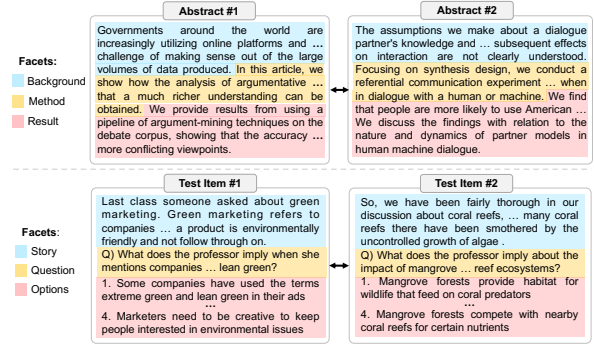 Abstract #1
Governments around the world are
increasingly utilizing online platforms and ...
challenge of making sense out of the large
volumes of data produced. In this article, we
show how the analysis of argumentative ...
that a much richer understanding can be
obtained. We provide results from using a
pipeline of argument-mining techniques on the
debate corpus, showing that the accuracy ...
more conflicting viewpoints.
Abstract #2
The assumptions we make about a dialogue
partner's knowledge and ... subsequent effects
on interaction are not clearly understood.
Focusing on synthesis design, we conduct a
referential communication experiment ... when
in dialogue with a human or machine. We find
that people are more likely to use American ...
We discuss the findings with relation to the
nature and dynamics of partner models in
human machine dialogue.
Facets:
Background
Method
Result
Test Item #1
Last class someone asked about green
marketing. Green marketing refers to
companies ... a product is environmentally
friendly and not follow through on.
Q) What does the professor imply when she
mentions companies ... lean green?
1. Some companies have used the terms
extreme green and lean green in their ads
...
4. Marketers need to be creative to keep
people interested in environmental issues
Test Item #2
So, we have been fairly thorough in our
discussion about coral reefs, ... many coral
reefs there have been smothered by the
uncontrolled growth of algae .
Q) What does the professor imply about the
impact of mangrove ... reef ecosystems?
1. Mangrove forests provide habitat for
wildlife that feed on coral predators
...
4. Mangrove forests compete with nearby
coral reefs for certain nutrients
Facets:
Story
Question
Options